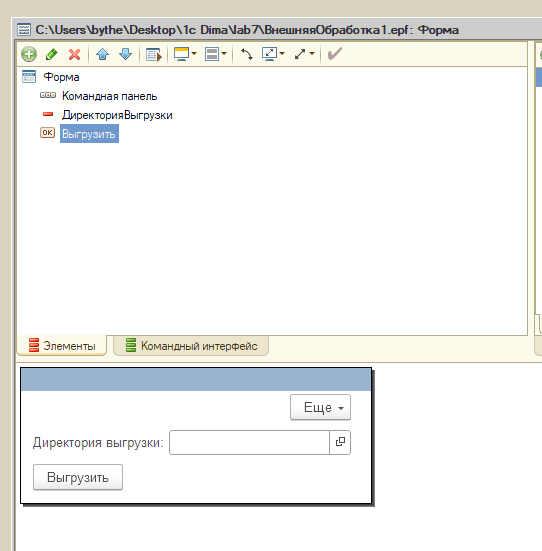 C:\Users\bythe\Desktop\1c Dima\lab7\ВнешняяОбработка1.epf: Форма
Форма
Командная панель
ДиректорияВыгрузки
OK Выгрузить
Элементы Командный интерфейс
Еще
Директория выгрузки:
Выгрузить